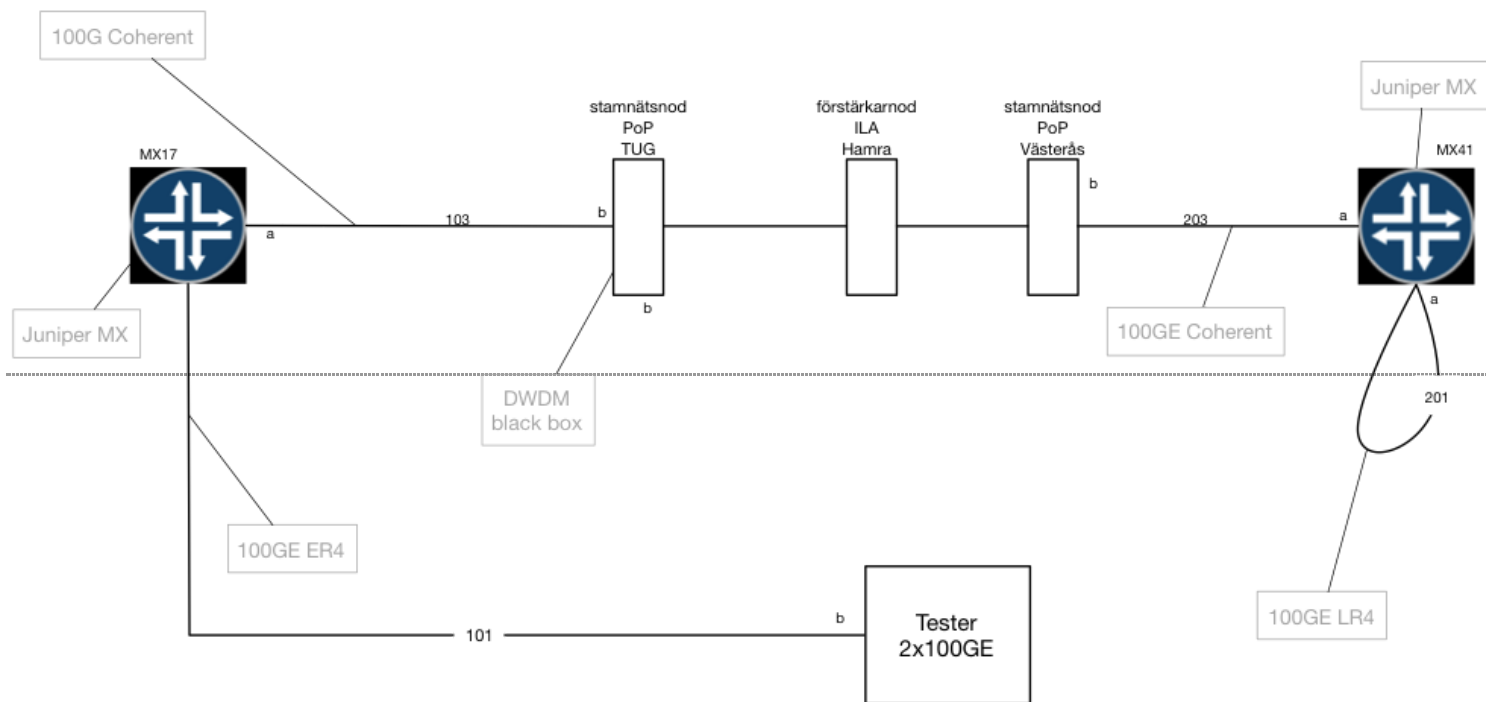 100G Coherent
Juniper MX
stamnätsnod
PoP
TUG
förstärkarnod
ILA
Hamra
stamnätsnod
PoP
Västerås
MX17
MX41
b
b
103
203
a
a
a
b
Juniper MX
100GE Coherent
DWDM
black box
201
100GE ER4
100GE LR4
b
Tester
2x100GE
101